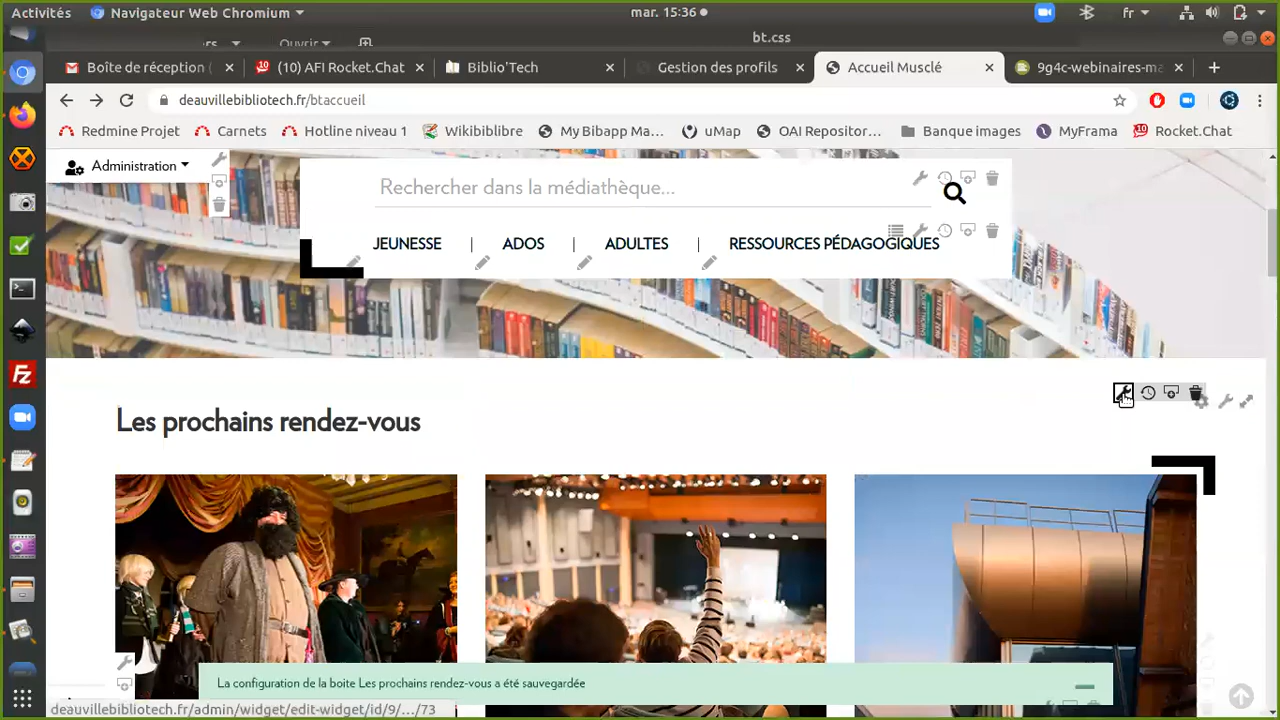 Activités Navigateur Web Chromium mar. 15:36 fr
ers Ouvrir bt.css
Boîte de réception ( (10) AFI Rocket.Chat Biblio'Tech Gestion des profils Accueil Musclé 9g4c-webinaires-ma
deauvillebibliotech.fr/btaccueil
Redmine Projet Carnets Hotline niveau 1 Wikibiblibre My Bibapp Ma... uMap OAI Repositor... Banque images MyFrama Rocket.Chat
Administration
Rechercher dans la médiathèque...
JEUNESSE | ADOS | ADULTES | RESSOURCES PÉDAGOGIQUES
Les prochains rendez-vous
La configuration de la boite Les prochains rendez-vous a été sauvegardée
deauvillebibliotech.fr/admin/widget/edit-widget/id/9/.../73